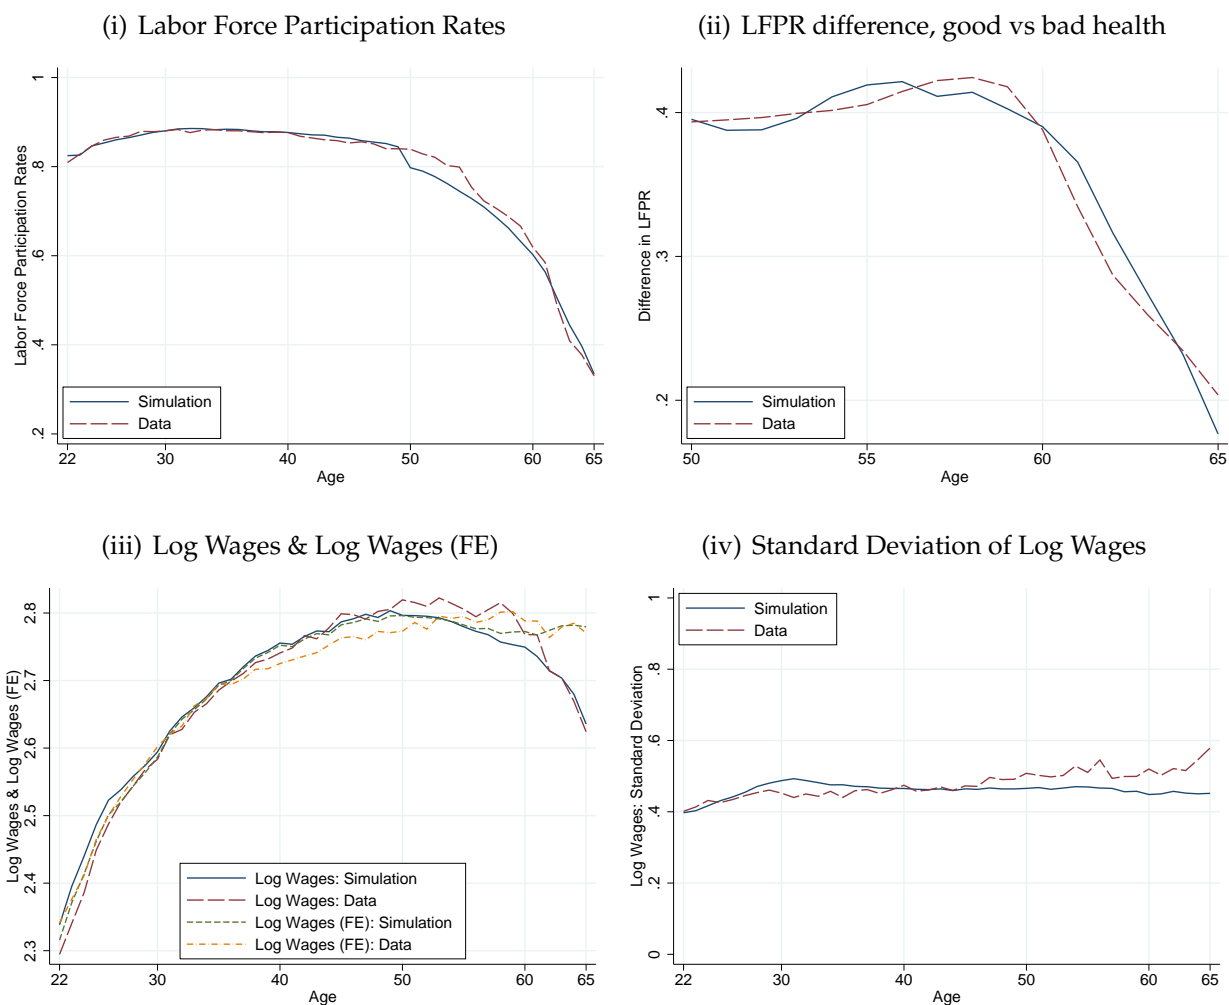 (i) Labor Force Participation Rates
Labor Force Participation Rates
1
.8
.6
.4
.2
Simulation
Data
22 30 40 50 60 65
Age
(ii) LFPR difference, good vs bad health
Difference in LFPR
.4
.3
.2
Simulation
Data
50 55 60 65
Age
(iii) Log Wages & Log Wages (FE)
Log Wages & Log Wages (FE)
2.8
2.7
2.6
2.5
2.4
2.3
Log Wages: Simulation
Log Wages: Data
Log Wages (FE): Simulation
Log Wages (FE): Data
22 30 40 50 60 65
Age
(iv) Standard Deviation of Log Wages
Log Wages: Standard Deviation
1
.8
.6
.4
.2
0
Simulation
Data
22 30 40 50 60 65
Age